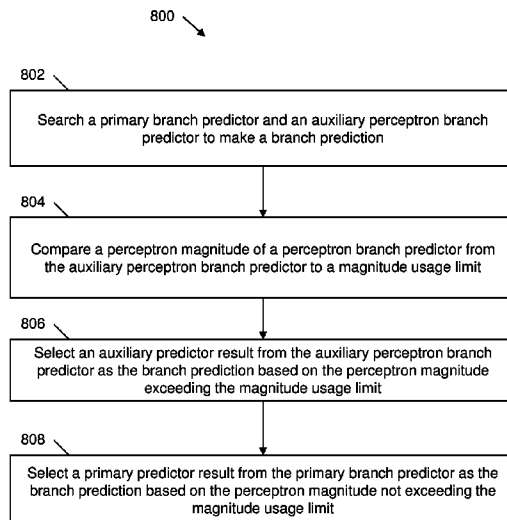 800
802
Search a primary branch predictor and an auxiliary perceptron branch
predictor to make a branch prediction
804
Compare a perceptron magnitude of a perceptron branch predictor from
the auxiliary perceptron branch predictor to a magnitude usage limit
806
Select an auxiliary predictor result from the auxiliary perceptron branch
predictor as the branch prediction based on the perceptron magnitude
exceeding the magnitude usage limit
808
Select a primary predictor result from the primary branch predictor as the
branch prediction based on the perceptron magnitude not exceeding the
magnitude usage limit